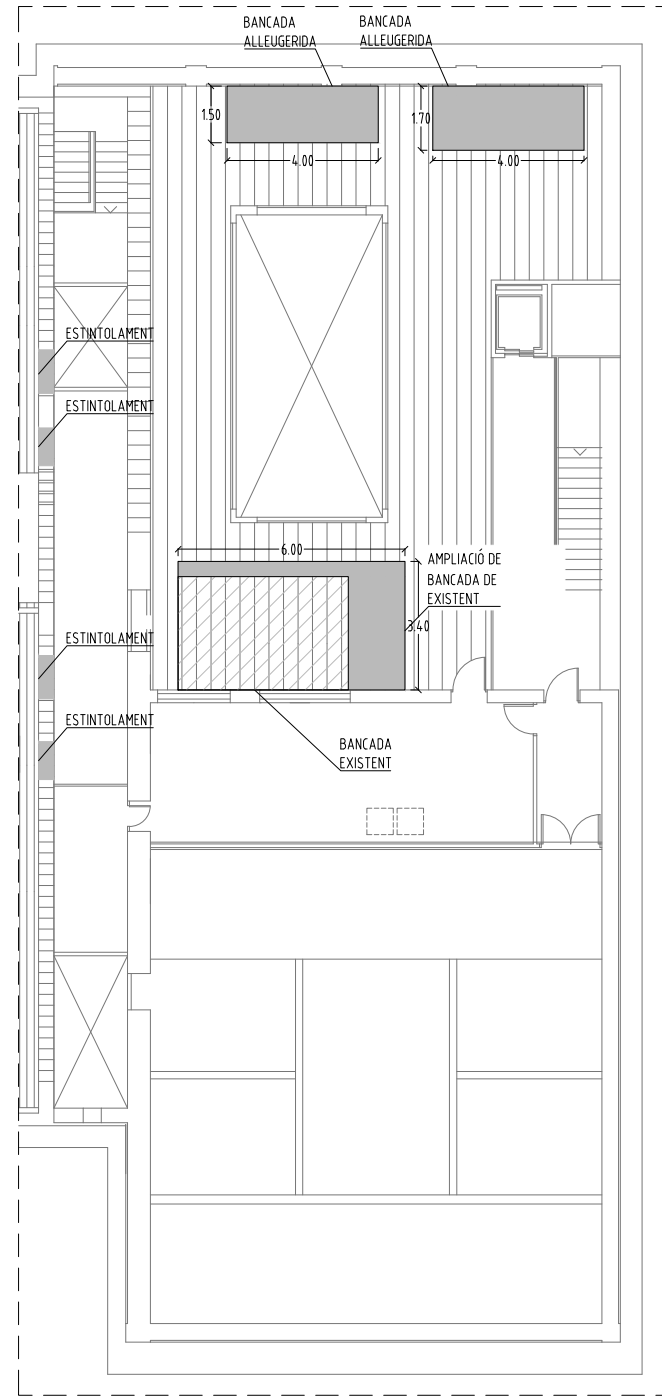 BANCADA
ALLEUGERIDA
BANCADA
ALLEUGERIDA
1.50
4.00
1.70
4.00
ESTINTOLAMENT
ESTINTOLAMENT
6.00
AMPLIACIÓ DE
BANCADA DE
EXISTENT
3.40
ESTINTOLAMENT
ESTINTOLAMENT
BANCADA
EXISTENT